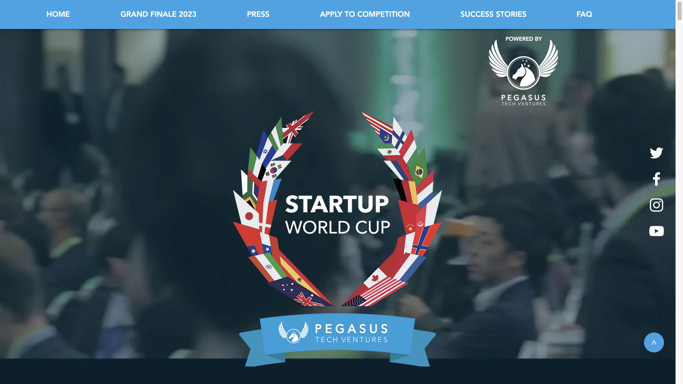 HOME GRAND FINALE 2023 PRESS APPLY TO COMPETITION SUCCESS STORIES FAQ
POWERED BY
PEGASUS
TECH VENTURES
STARTUP
WORLD CUP
PEGASUS
TECH VENTURES